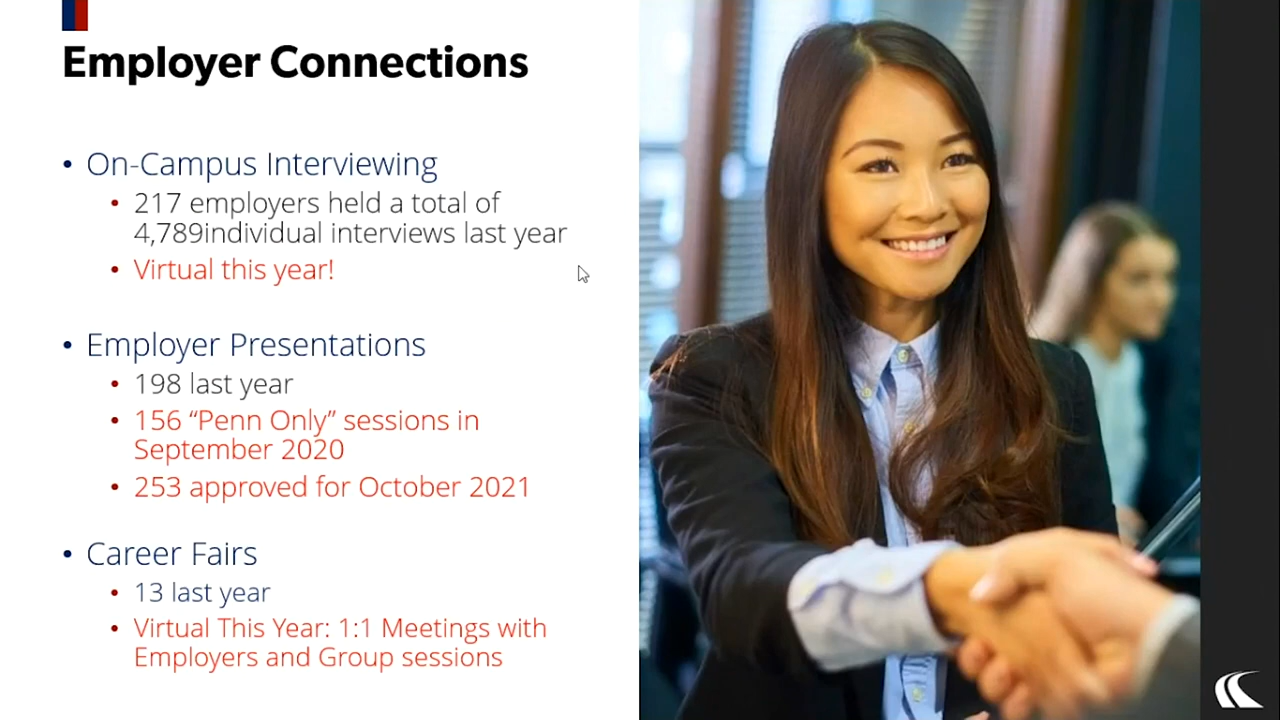 Employer Connections
• On-Campus Interviewing
• 217 employers held a total of
4,789individual interviews last year
• Virtual this year!
• Employer Presentations
• 198 last year
• 156 “Penn Only” sessions in
September 2020
• 253 approved for October 2021
• Career Fairs
• 13 last year
• Virtual This Year: 1:1 Meetings with
Employers and Group sessions